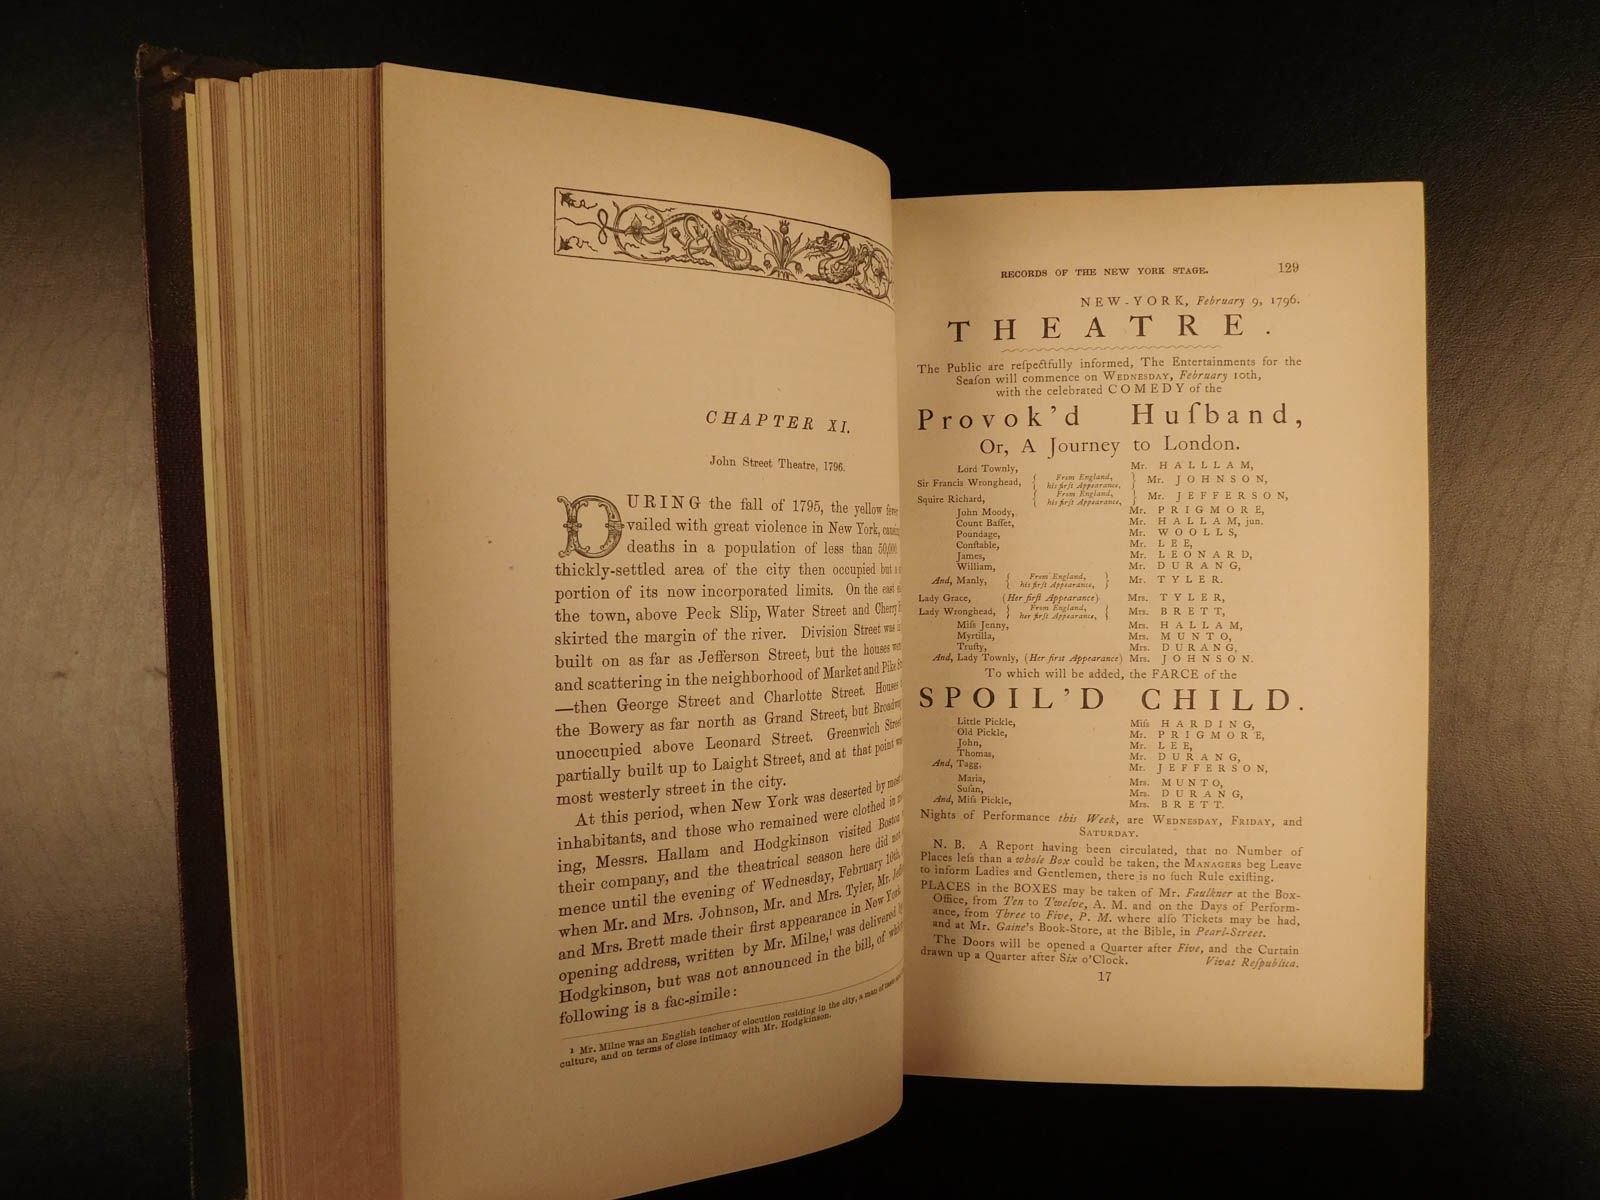 CHAPTER XI.
John Street Theatre, 1796.
DURING the fall of 1795, the yellow fever
vailed with great violence in New York, causing
deaths in a population of less than 50,000.
thickly-settled area of the city then occupied but a
portion of its now incorporated limits. On the east
the town, above Peck Slip, Water Street and Cherry
skirted the margin of the river. Division Street was
built on as far as Jefferson Street, but the houses were
and scattering in the neighborhood of Market and Pike
—then George Street and Charlotte Street. Houses
the Bowery as far north as Grand Street, but Broadway
unoccupied above Leonard Street. Greenwich Street
partially built up to Laight Street, and at that point
most westerly street in the city.
At this period, when New York was deserted by most
inhabitants, and those who remained were clothed in
ing, Messrs. Hallam and Hodgkinson visited Boston
their company, and the theatrical season here did not
mence until the evening of Wednesday, February 10th,
when Mr. and Mrs. Johnson, Mr. and Mrs. Tyler, Mr.
and Mrs. Brett made their first appearance in New York.
opening address, written by Mr. Milne,¹ was delivered
Hodgkinson, but was not announced in the bill, of which
following is a fac-simile:
¹ Mr. Milne was an English teacher of elocution residing in the city, a man of
culture, and on terms of close intimacy with Mr. Hodgkinson.
RECORDS OF THE NEW YORK STAGE. 129
NEW-YORK, February 9, 1796.
THEATRE.
The Public are reſpectfully informed, The Entertainments for the
Seaſon will commence on WEDNESDAY, February 10th,
with the celebrated COMEDY of the
Provok'd Huſband,
Or, A Journey to London.
Lord Townly, Mr. HALLLAM,
Sir Francis Wronghead, { From England, his firſt Appearance, } Mr. JOHNSON,
Squire Richard, { From England, his firſt Appearance, } Mr. JEFFERSON,
John Moody, Mr. PRIGMORE,
Count Baſſet, Mr. HALLAM, jun.
Poundage, Mr. WOOLLS,
Conſtable, Mr. LEE,
James, Mr. LEONARD,
William, Mr. DURANG,
And, Manly, { From England, his firſt Appearance, } Mr. TYLER.
Lady Grace, (Her firſt Appearance) Mrs. TYLER,
Lady Wronghead, { From England, her firſt Appearance, } Mrs. BRETT,
Miſs Jenny, Mrs. HALLAM,
Myrtilla, Mrs. MUNTO,
Truſty, Mrs. DURANG,
And, Lady Townly, (Her first Appearance) Mrs. JOHNSON.
To which will be added, the FARCE of the
SPOIL'D CHILD.
Little Pickle, Miſs HARDING,
Old Pickle, Mr. PRIGMORE,
John, Mr. LEE,
Thomas, Mr. DURANG,
And, Tagg, Mr. JEFFERSON,
Maria, Mrs. MUNTO,
Suſan, Mrs. DURANG,
And, Miſs Pickle, Mrs. BRETT.
Nights of Performance this Week, are WEDNESDAY, FRIDAY, and
SATURDAY.
N. B. A Report having been circulated, that no Number of
Places leſs than a whole Box could be taken, the MANAGERS beg Leave
to inform Ladies and Gentlemen, there is no ſuch Rule exiſting.
PLACES in the BOXES may be taken of Mr. Faulkner at the Box-
Office, from Ten to Twelve, A. M. and on the Days of Perform-
ance, from Three to Five, P. M. where alſo Tickets may be had,
and at Mr. Gaine's Book-Store, at the Bible, in Pearl-Street.
The Doors will be opened a Quarter after Five, and the Curtain
drawn up a Quarter after Six o'Clock. Vivat Reſpublica.
17